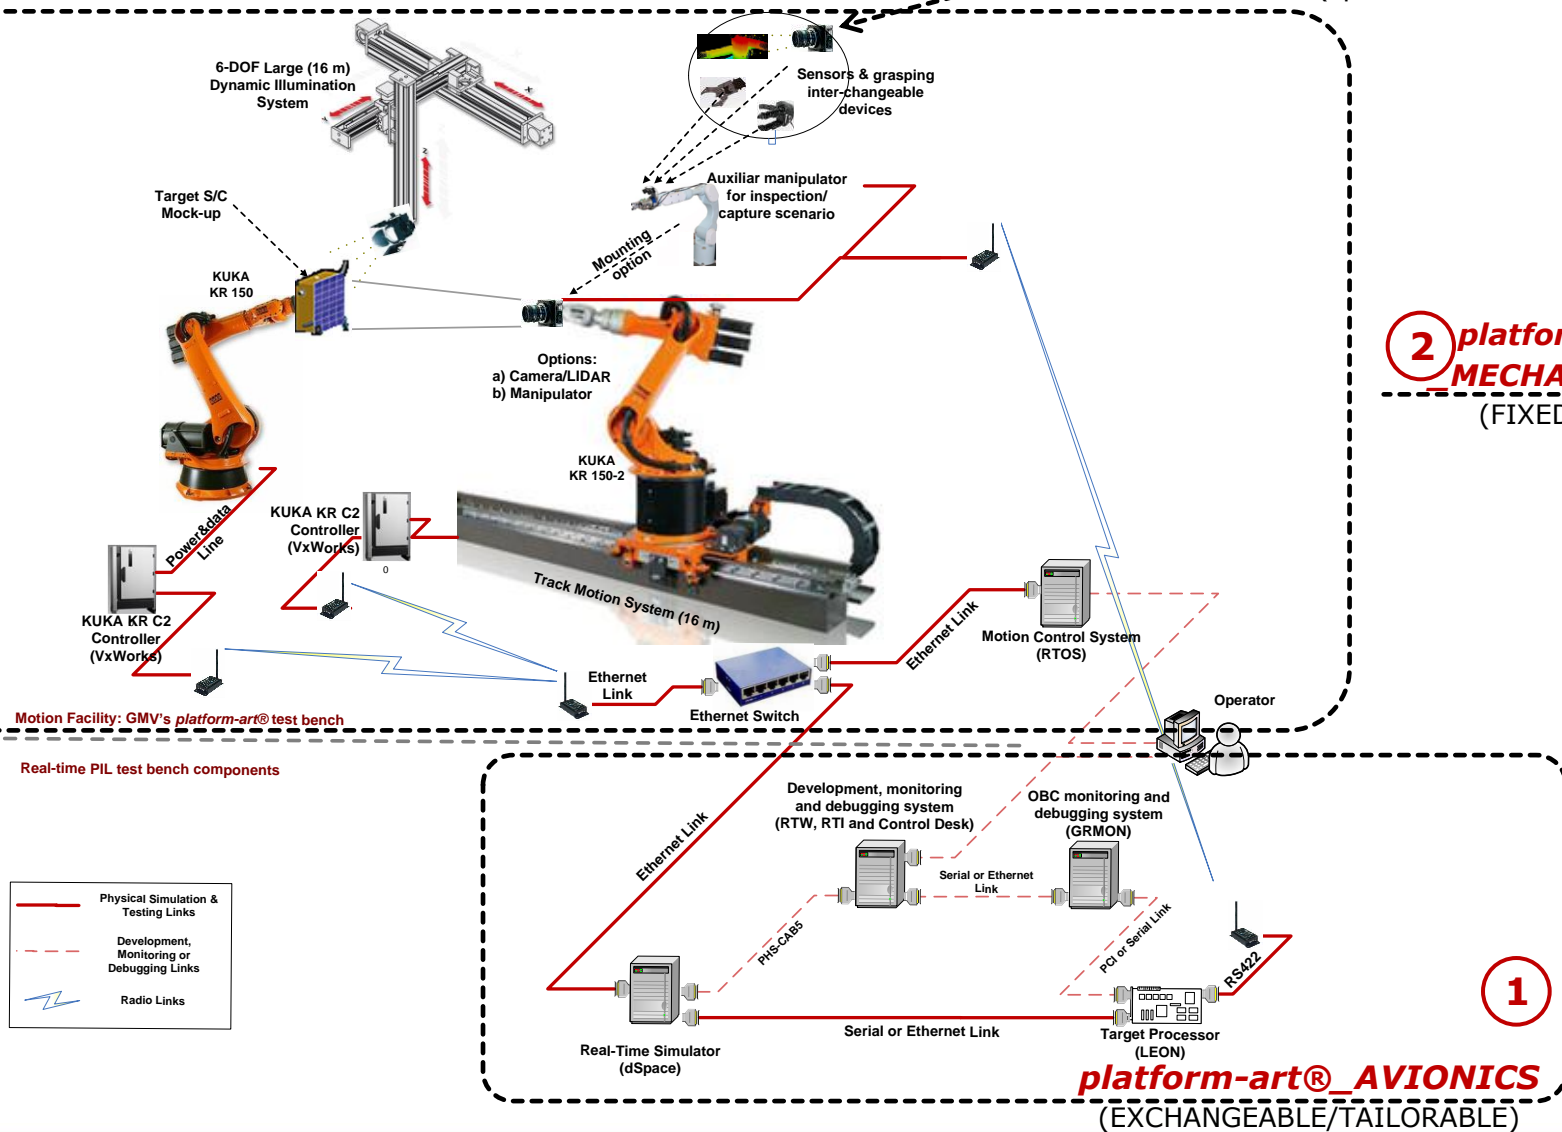 6-DOF Large (16 m)
Dynamic Illumination
System
X
Y
Z
Sensors & grasping
inter-changeable
devices
Target S/C
Mock-up
Auxiliar manipulator
for inspection/
capture scenario
Mounting
option
KUKA
KR 150
Options:
a) Camera/LIDAR
b) Manipulator
2
platfor
_MECHA
(FIXED
KUKA
KR 150-2
Power&data
Line
KUKA KR C2
Controller
(VxWorks)
0
KUKA KR C2
Controller
(VxWorks)
Track Motion System (16 m)
Ethernet Link
Motion Control System
(RTOS)
Ethernet
Link
Ethernet Switch
Operator
Motion Facility: GMV's platform-art® test bench
Real-time PIL test bench components
Ethernet Link
Development, monitoring
and debugging system
(RTW, RTI and Control Desk)
OBC monitoring and
debugging system
(GRMON)
Serial or Ethernet
Link
PHS-CAB5
PCI or Serial Link
RS422
Physical Simulation &
Testing Links
Development,
Monitoring or
Debugging Links
Radio Links
1
Serial or Ethernet Link
Real-Time Simulator
(dSpace)
Target Processor
(LEON)
platform-art®_AVIONICS
(EXCHANGEABLE/TAILORABLE)